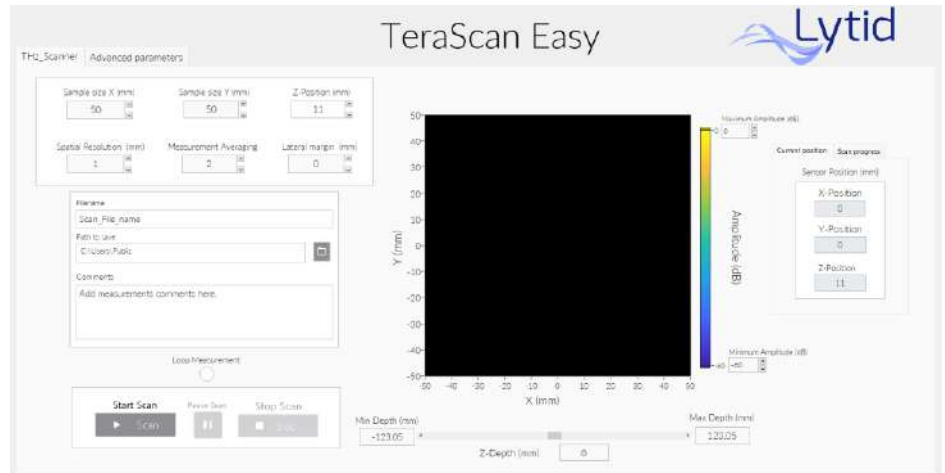 TeraScan Easy
Lytid
THz_Scanner
Advanced parameters
Sample size X (mm)
Sample size Y (mm)
Z-Position (mm)
50
50
11
Spatial Resolution (mm)
Measurement Averaging
Lateral margin (mm)
1
2
0
Filename
Scan_File_name
Path to save
C:\Users\Public
Comments
Add measurements comments here.
Loop Measurement
Start Scan
Pause Scan
Stop Scan
Scan
Stop
50
40
30
20
10
0
-10
-20
-30
-40
-50
Y (mm)
-50 -40 -30 -20 -10 0 10 20 30 40 50
X (mm)
Maximum Amplitude (dB)
0
0
Amplitude (dB)
Minimum Amplitude (dB)
-60
-60
Min Depth (mm)
-123.05
Max Depth (mm)
123.05
Z-Depth (mm)
0
Current position
Scan progress
Sensor Position (mm)
X-Position
0
Y-Position
0
Z-Position
11